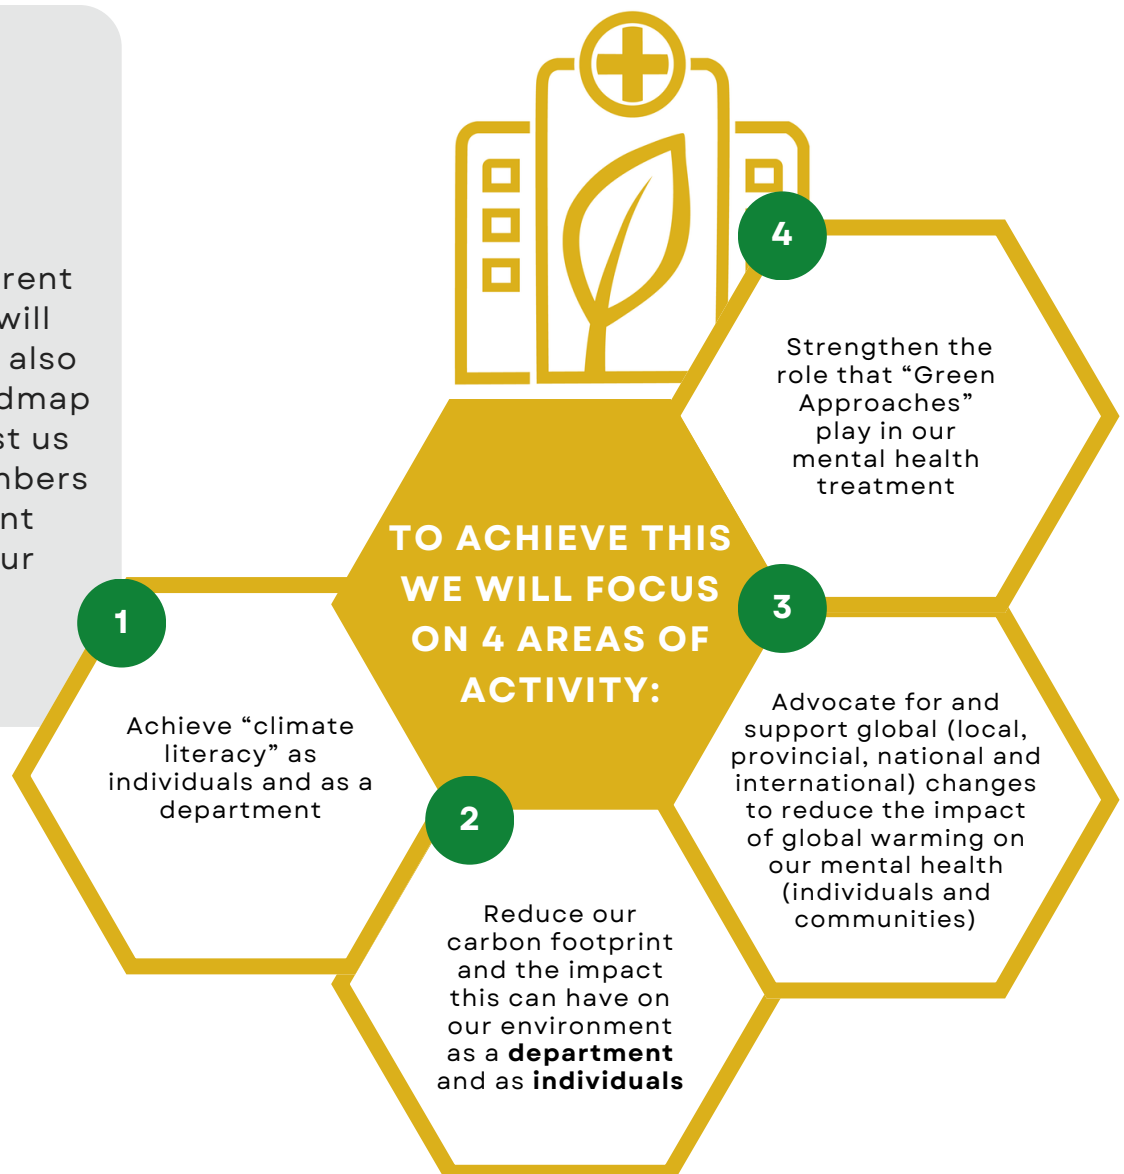 rent
will
also
dmap
st us
nbers
nt
ur
TO ACHIEVE THIS
WE WILL FOCUS
ON 4 AREAS OF
ACTIVITY:
1
Achieve “climate
literacy” as
individuals and as a
department
2
Reduce our
carbon footprint
and the impact
this can have on
our environment
as a department
and as individuals
3
Advocate for and
support global (local,
provincial, national and
international) changes
to reduce the impact
of global warming on
our mental health
(individuals and
communities)
4
Strengthen the
role that “Green
Approaches”
play in our
mental health
treatment